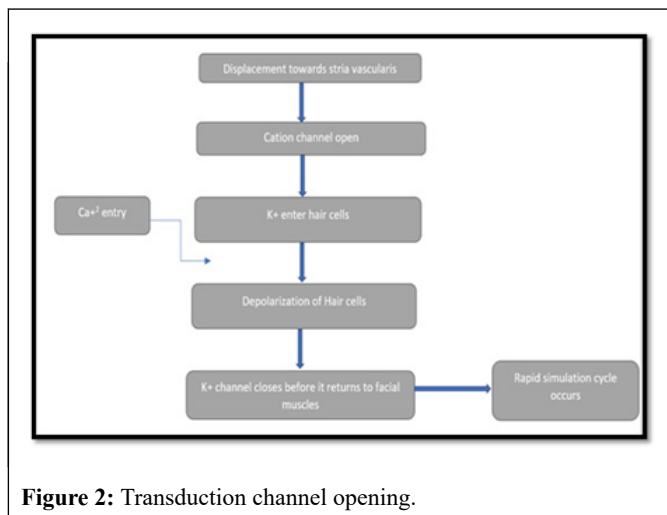 Displacement towards stria vascularis
Cation channel open
Ca+² entry
K+ enter hair cells
Depolarization of Hair cells
K+ channel closes before it returns to facial
muscles
Rapid simulation cycle
occurs
Figure 2: Transduction channel opening.